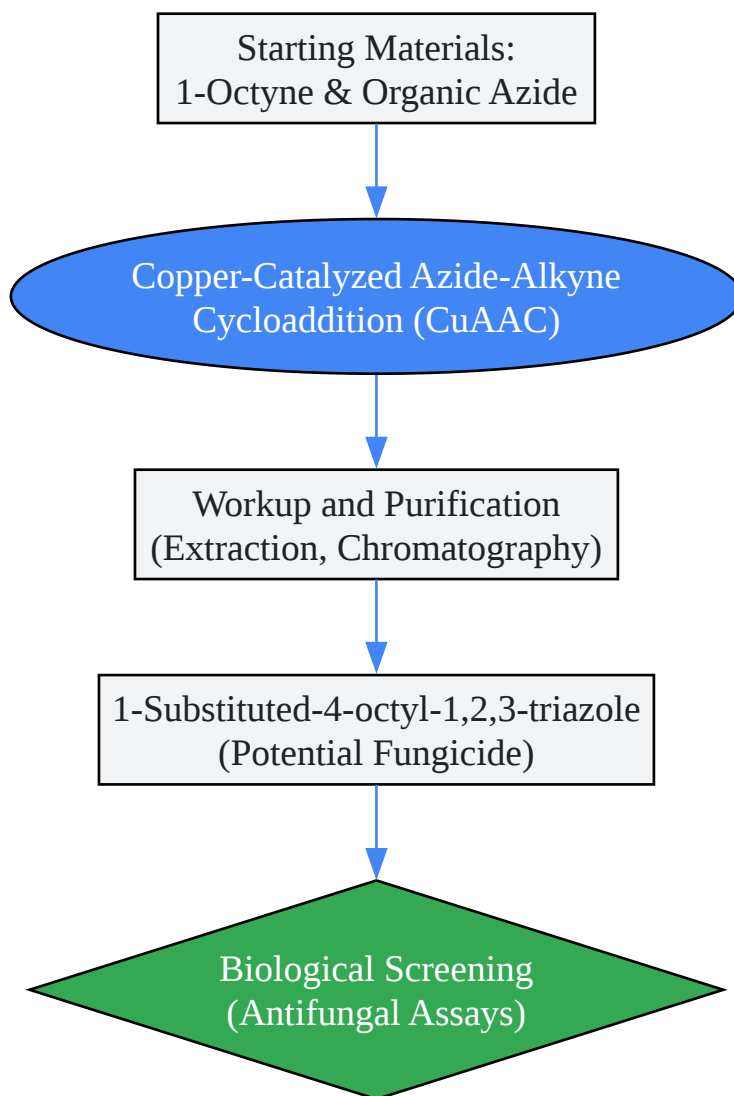 Starting Materials:
1-Octyne & Organic Azide
Copper-Catalyzed Azide-Alkyne
Cycloaddition (CuAAC)
Workup and Purification
(Extraction, Chromatography)
1-Substituted-4-octyl-1,2,3-triazole
(Potential Fungicide)
Biological Screening
(Antifungal Assays)